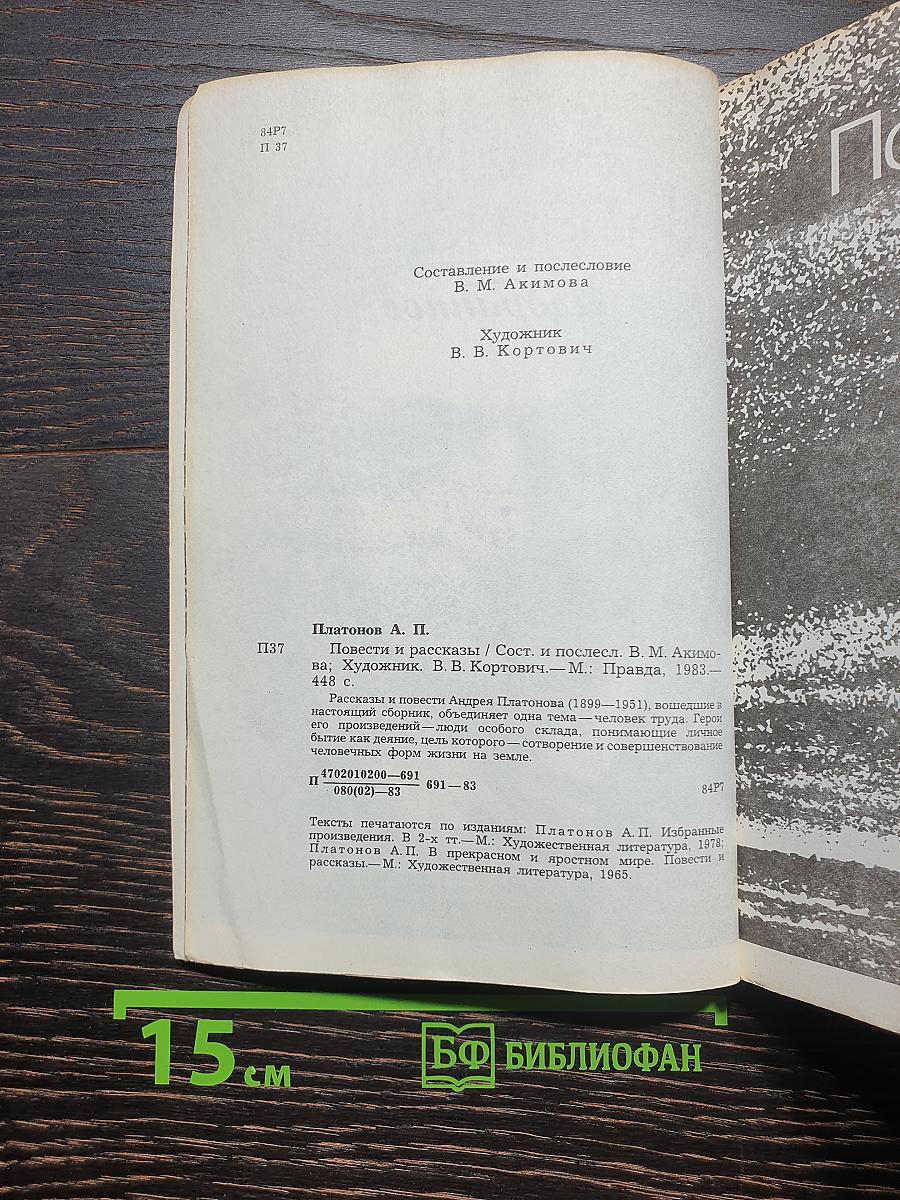 84Р7
П 37
Составление и послесловие
В. М. Акимова
Художник
В. В. Кортович
Платонов А. П.
П37
Повести и рассказы / Сост. и послесл. В. М. Акимо-
ва; Художник. В. В. Кортович.— М.: Правда, 1983.—
448 с.
Рассказы и повести Андрея Платонова (1899—1951), вошедшие в
настоящий сборник, объединяет одна тема — человек труда. Герои
его произведений — люди особого склада, понимающие личное
бытие как деяние, цель которого — сотворение и совершенствование
человечных форм жизни на земле.
П 4702010200—691
080(02)—83 691—83
84Р7
Тексты печатаются по изданиям: Платонов А. П. Избранные
произведения. В 2-х тт.— М.: Художественная литература, 1978;
Платонов А. П. В прекрасном и яростном мире. Повести и
рассказы.— М.: Художественная литература, 1965.
15 см
БФ БИБЛИОФАН